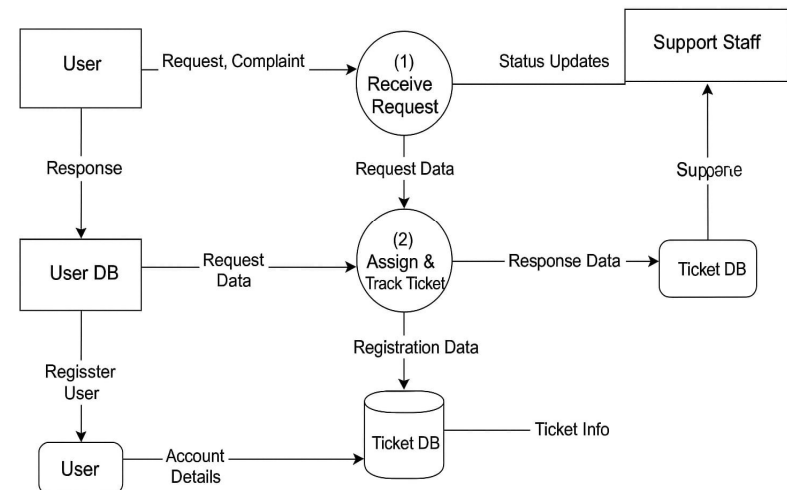 User
Request, Complaint
(1)
Receive
Request
Status Updates
Support Staff
Response
Request Data
User DB
Request
Data
(2)
Assign &
Track Ticket
Response Data
Ticket DB
Regisster
User
Registration Data
User
Account
Details
Ticket DB
Ticket Info